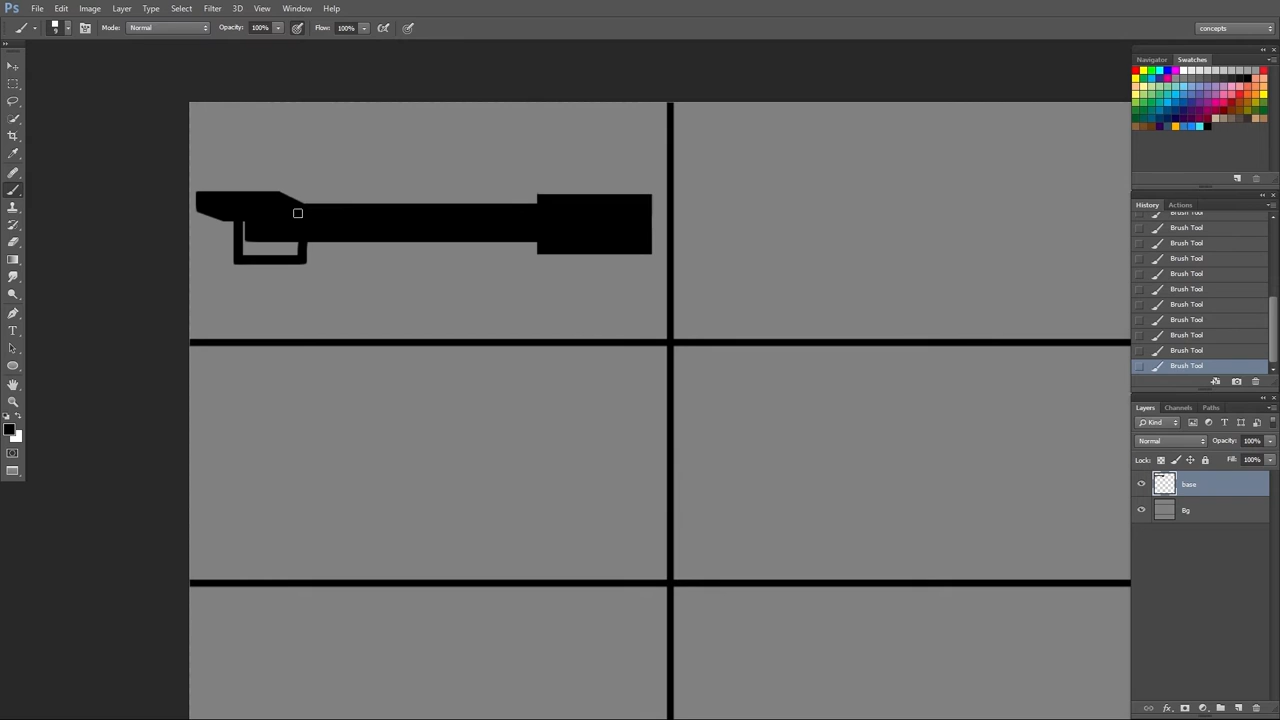 Ps File Edit Image Layer Type Select Filter 3D View Window Help
9 Mode: Normal Opacity: 100% Flow: 100% concepts
Navigator Swatches
History Actions
Brush Tool
Brush Tool
Brush Tool
Brush Tool
Brush Tool
Brush Tool
Brush Tool
Brush Tool
Brush Tool
Brush Tool
Brush Tool
Layers Channels Paths
Kind
Normal Opacity: 100%
Lock: Fill: 100%
base
Bg